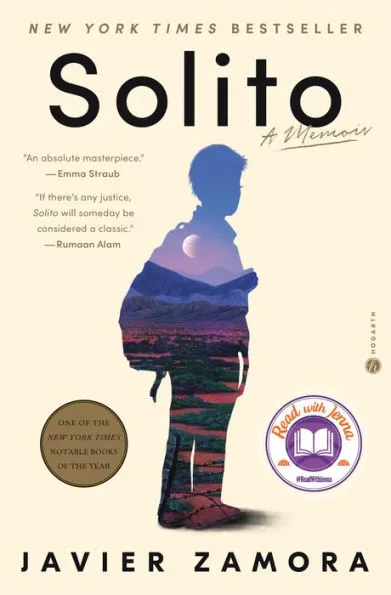 NEW YORK TIMES BESTSELLER
Solito
A Memoir
"An absolute masterpiece."
— Emma Straub
"If there's any justice,
Solito will someday be
considered a classic."
— Rumaan Alam
HOGARTH
ONE OF THE
NEW YORK TIMES
NOTABLE BOOKS
OF THE YEAR
Read with Jenna
#ReadWithJenna
JAVIER ZAMORA